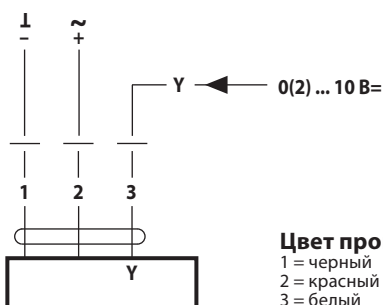 ⊥ ~
– +
Y 0(2) ... 10 В=
1 2 3
Y
Цвет про
1 = черный
2 = красный
3 = белый